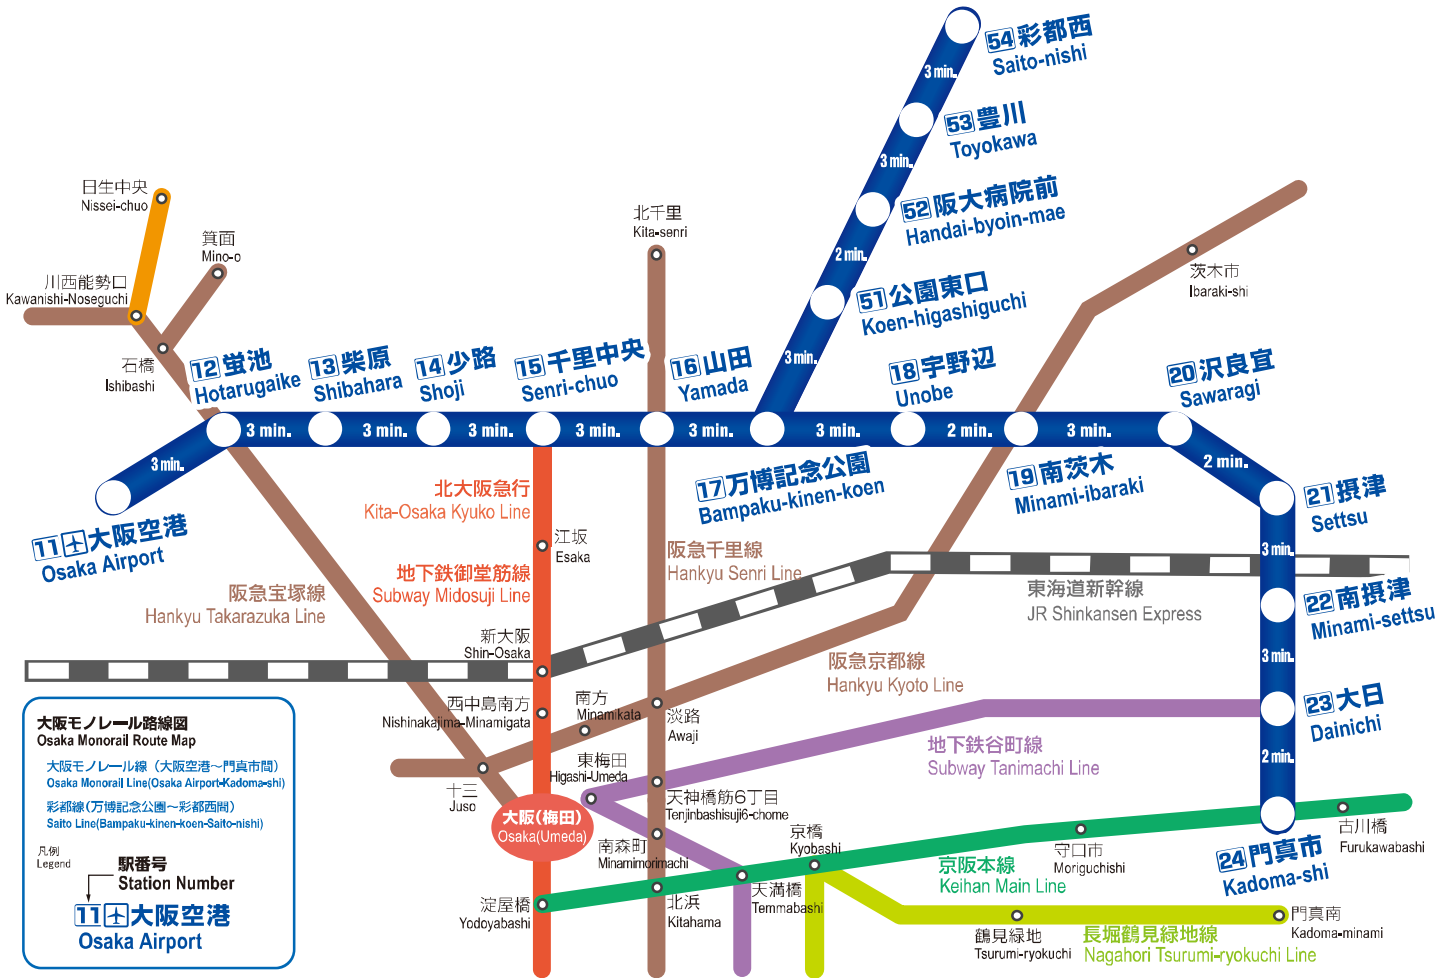 54 彩都西
Saito-nishi
3 min.
53 豊川
Toyokawa
3 min.
52 阪大病院前
Handai-byoin-mae
2 min.
51 公園東口
Koen-higashiguchi
3 min.
日生中央
Nissei-chuo
箕面
Mino-o
川西能勢口
Kawanishi-Noseguchi
石橋
Ishibashi
北千里
Kita-senri
茨木市
Ibaraki-shi
12 蛍池
Hotarugaike
13 柴原
Shibahara
14 少路
Shoji
15 千里中央
Senri-chuo
16 山田
Yamada
18 宇野辺
Unobe
20 沢良宜
Sawaragi
3 min.
3 min.
3 min.
3 min.
3 min.
3 min.
3 min.
2 min.
3 min.
2 min.
11 大阪空港
Osaka Airport
17 万博記念公園
Bampaku-kinen-koen
19 南茨木
Minami-ibaraki
21 摂津
Settsu
3 min.
22 南摂津
Minami-settsu
3 min.
23 大日
Dainichi
2 min.
24 門真市
Kadoma-shi
北大阪急行
Kita-Osaka Kyuko Line
江坂
Esaka
地下鉄御堂筋線
Subway Midosuji Line
阪急千里線
Hankyu Senri Line
阪急宝塚線
Hankyu Takarazuka Line
東海道新幹線
JR Shinkansen Express
新大阪
Shin-Osaka
阪急京都線
Hankyu Kyoto Line
西中島南方
Nishinakajima-Minamigata
南方
Minamikata
淡路
Awaji
地下鉄谷町線
Subway Tanimachi Line
十三
Juso
東梅田
Higashi-Umeda
天神橋筋6丁目
Tenjinbashisuji6-chome
大阪(梅田)
Osaka(Umeda)
南森町
Minamimorimachi
京橋
Kyobashi
守口市
Moriguchishi
古川橋
Furukawabashi
京阪本線
Keihan Main Line
淀屋橋
Yodoyabashi
北浜
Kitahama
天満橋
Temmabashi
鶴見緑地
Tsurumi-ryokuchi
門真南
Kadoma-minami
長堀鶴見緑地線
Nagahori Tsurumi-ryokuchi Line
大阪モノレール路線図
Osaka Monorail Route Map
大阪モノレール線（大阪空港～門真市間）
Osaka Monorail Line(Osaka Airport-Kadoma-shi)
彩都線(万博記念公園～彩都西間)
Saito Line(Bampaku-kinen-koen-Saito-nishi)
凡例
Legend
駅番号
Station Number
11 大阪空港
Osaka Airport